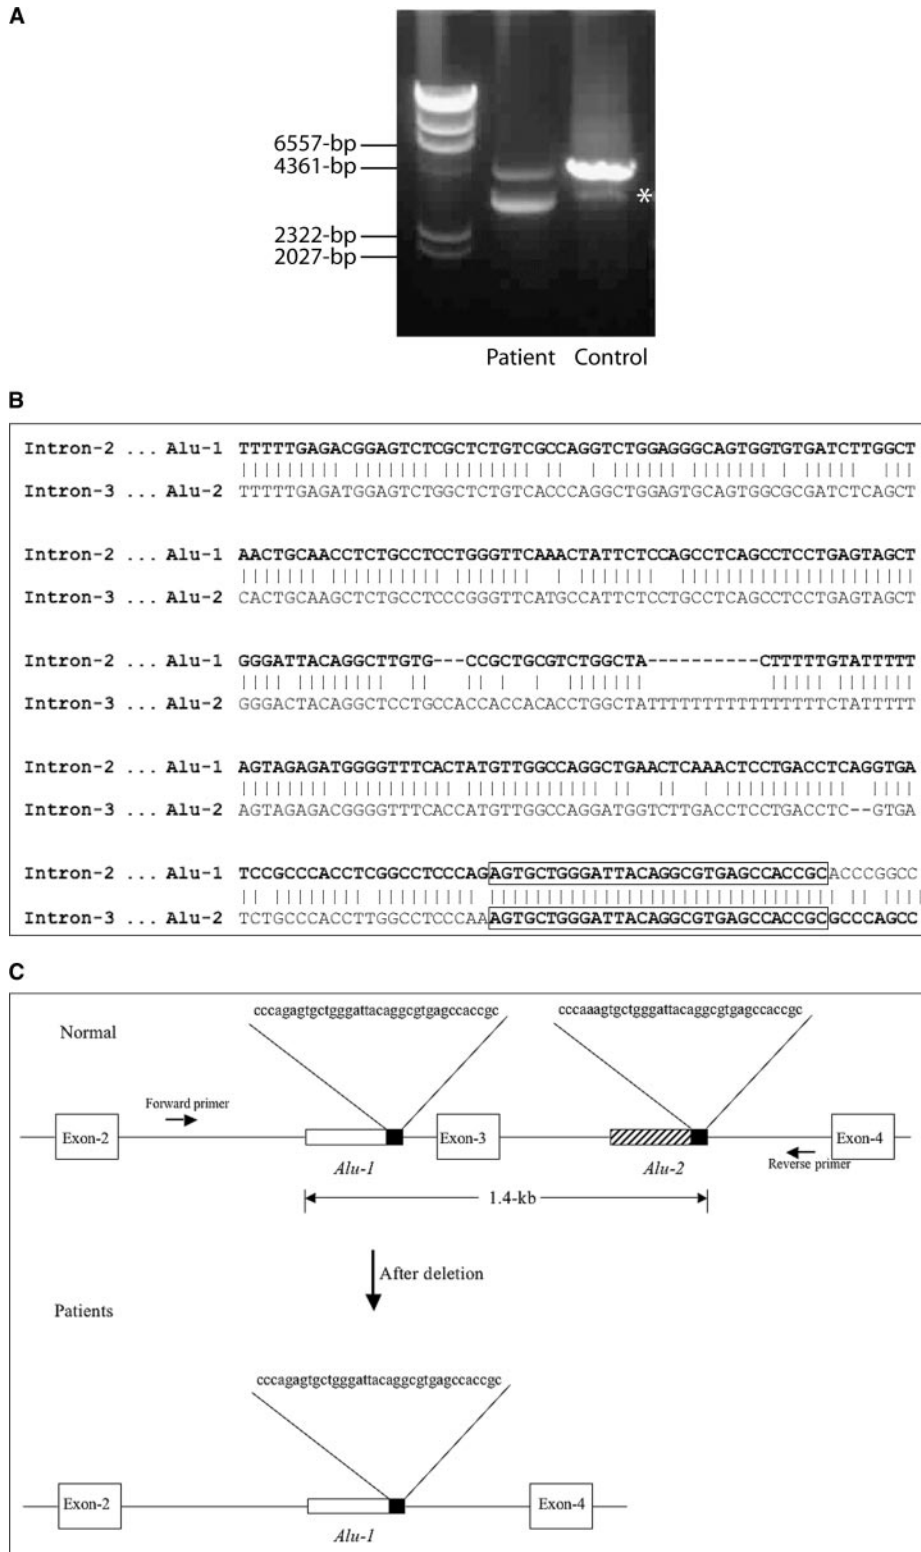 A
6557-bp
4361-bp
2322-bp
2027-bp
*
Patient Control
B
Intron-2 ... Alu-1 TTTTTGAGACGGAGTCTCGCTCTGTCGCCAGGTCTGGAGGGCAGTGGTGTGATCTTGGCT
Intron-3 ... Alu-2 TTTTTGAGATGGAGTCTGGCTCTGTCACCCAGGCTGGAGTGCAGTGGCGCGATCTCAGCT
Intron-2 ... Alu-1 AACTGCAACCTCTGCCTCCTGGGTTCAAACTATTCTCCAGCCTCAGCCTCCTGAGTAGCT
Intron-3 ... Alu-2 CACTGCAAGCTCTGCCTCCCGGGTTCATGCCATTCTCCTGCCTCAGCCTCCTGAGTAGCT
Intron-2 ... Alu-1 GGGATTACAGGCTTGTG---CCGCTGCGTCTGGCTA----------CTTTTTGTATTTTT
Intron-3 ... Alu-2 GGGACTACAGGCTCCTGCCACCACCACACCTGGCTATTTTTTTTTTTTTTTTCTATTTTT
Intron-2 ... Alu-1 AGTAGAGATGGGGTTTCACTATGTTGGCCAGGCTGAACTCAAACTCCTGACCTCAGGTGA
Intron-3 ... Alu-2 AGTAGAGACGGGGTTTCACCATGTTGGCCAGGATGGTCTTGACCTCCTGACCTC--GTGA
Intron-2 ... Alu-1 TCCGCCCACCTCGGCCTCCCAGAGTGCTGGGATTACAGGCGTGAGCCACCGCACCCGGCC
Intron-3 ... Alu-2 TCTGCCCACCTTGGCCTCCCAAAGTGCTGGGATTACAGGCGTGAGCCACCGCGCCCAGCC
C
cccagagtgctgggattacaggcgtgagccaccgc cccaaagtgctgggattacaggcgtgagccaccgc
Normal
Forward primer
Exon-2 Exon-3 Exon-4
Alu-1 Alu-2 Reverse primer
1.4-kb
After deletion
Patients
cccagagtgctgggattacaggcgtgagccaccgc
Exon-2 Exon-4
Alu-1